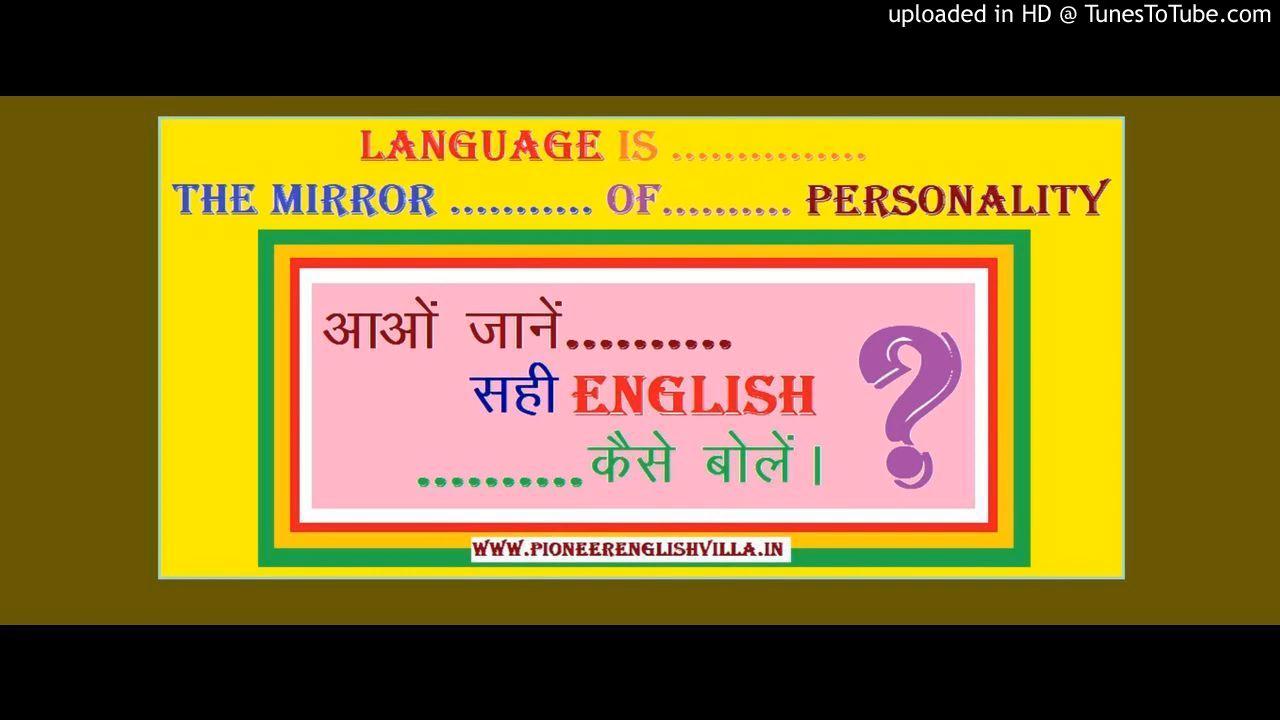 uploaded in HD @ TunesToTube.com
LANGUAGE IS ...............
THE MIRROR ........... OF.......... PERSONALITY
आओं जानें..........
सही ENGLISH
..........कैसे बोलें। ?
WWW.PIONEERENGLISHVILLA.IN